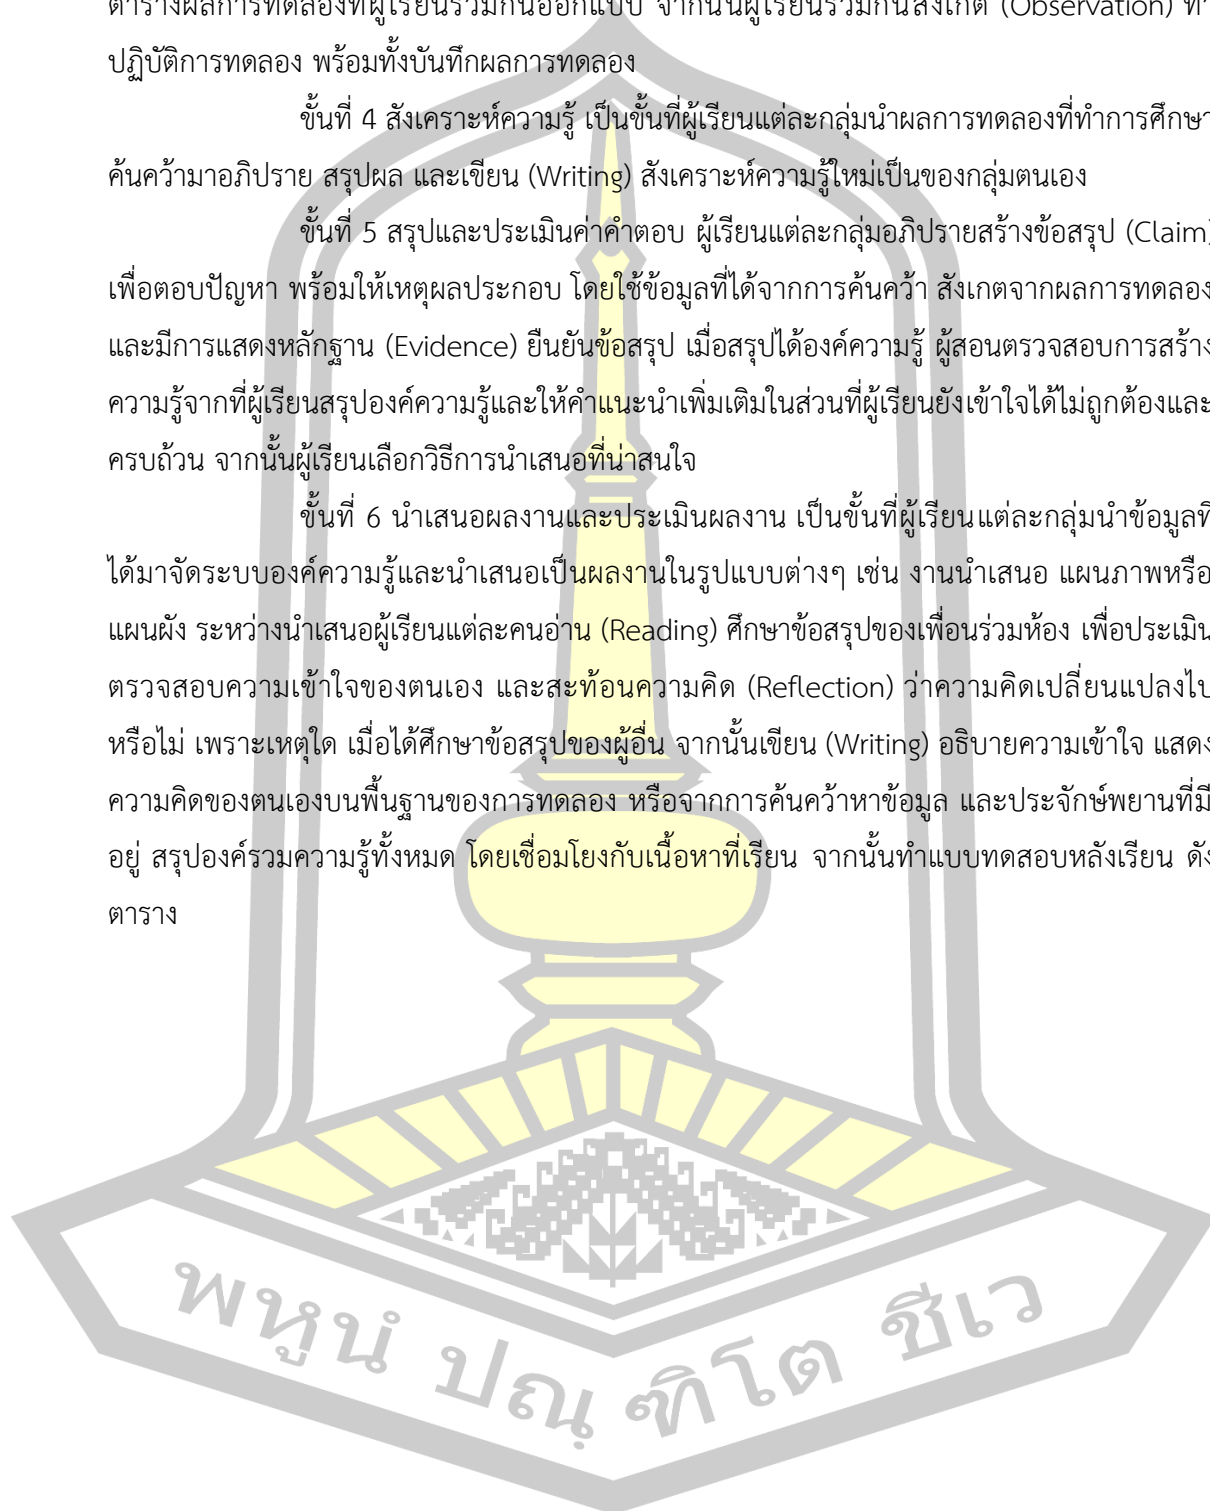 ตารางผลการทดลองที่ผู้เรียนร่วมกันออกแบบ จากนั้นผู้เรียนร่วมกันสังเกต (Observation)
ปฏิบัติการทดลอง พร้อมทั้งบันทึกผลการทดลอง
ขั้นที่ 4 สังเคราะห์ความรู้ เป็นขั้นที่ผู้เรียนแต่ละกลุ่มนำผลการทดลองที่ทำการศึกษา
ค้นคว้ามาอภิปราย สรุปผล และเขียน (Writing) สังเคราะห์ความรู้ใหม่เป็นของกลุ่มตนเอง
ขั้นที่ 5 สรุปและประเมินค่าคำตอบ ผู้เรียนแต่ละกลุ่มอภิปรายสร้างข้อสรุป (Claim)
เพื่อตอบปัญหา พร้อมให้เหตุผลประกอบ โดยใช้ข้อมูลที่ได้จากการค้นคว้า สังเกตจากผลการทดลอง
และมีการแสดงหลักฐาน (Evidence) ยืนยันข้อสรุป เมื่อสรุปได้องค์ความรู้ ผู้สอนตรวจสอบการสร้าง
ความรู้จากที่ผู้เรียนสรุปองค์ความรู้และให้คำแนะนำเพิ่มเติมในส่วนที่ผู้เรียนยังเข้าใจได้ไม่ถูกต้องและ
ครบถ้วน จากนั้นผู้เรียนเลือกวิธีการนำเสนอที่น่าสนใจ
ขั้นที่ 6 นำเสนอผลงานและประเมินผลงาน เป็นขั้นที่ผู้เรียนแต่ละกลุ่มนำข้อมูลที่
ได้มาจัดระบบองค์ความรู้และนำเสนอเป็นผลงานในรูปแบบต่างๆ เช่น งานนำเสนอ แผนภาพหรือ
แผนผัง ระหว่างนำเสนอผู้เรียนแต่ละคนอ่าน (Reading) ศึกษาข้อสรุปของเพื่อนร่วมห้อง เพื่อประเมิน
ตรวจสอบความเข้าใจของตนเอง และสะท้อนความคิด (Reflection) ว่าความคิดเปลี่ยนแปลงไป
หรือไม่ เพราะเหตุใด เมื่อได้ศึกษาข้อสรุปของผู้อื่น จากนั้นเขียน (Writing) อธิบายความเข้าใจ แสดง
ความคิดของตนเองบนพื้นฐานของการทดลอง หรือจากการค้นคว้าหาข้อมูล และประจักษ์พยานที่มี
อยู่ สรุปองค์รวมความรู้ทั้งหมด โดยเชื่อมโยงกับเนื้อหาที่เรียน จากนั้นทำแบบทดสอบหลังเรียน ดัง
ตาราง
พหูนํ ปณฺฑิโต ชีเว